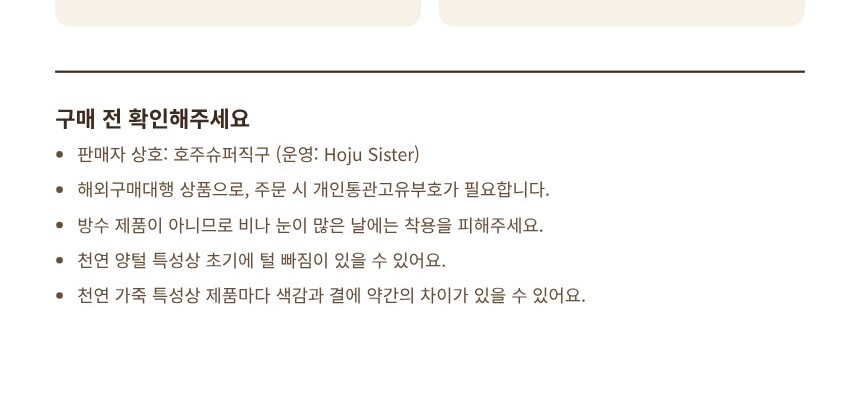 구매 전 확인해주세요
• 판매자 상호: 호주슈퍼직구 (운영: Hoju Sister)
• 해외구매대행 상품으로, 주문 시 개인통관고유부호가 필요합니다.
• 방수 제품이 아니므로 비나 눈이 많은 날에는 착용을 피해주세요.
• 천연 양털 특성상 초기에 털 빠짐이 있을 수 있어요.
• 천연 가죽 특성상 제품마다 색감과 결에 약간의 차이가 있을 수 있어요.